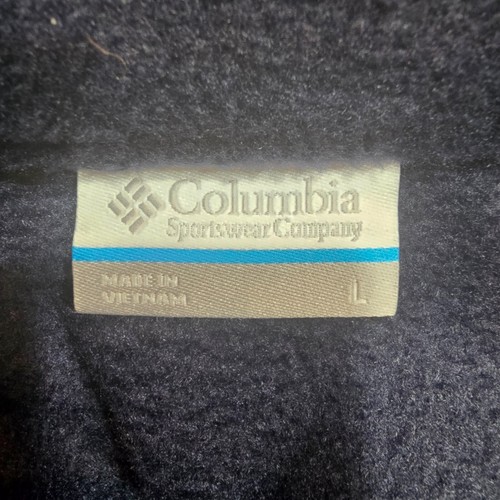 Columbia
Sportswear Company
MADE IN
VIETNAM
L